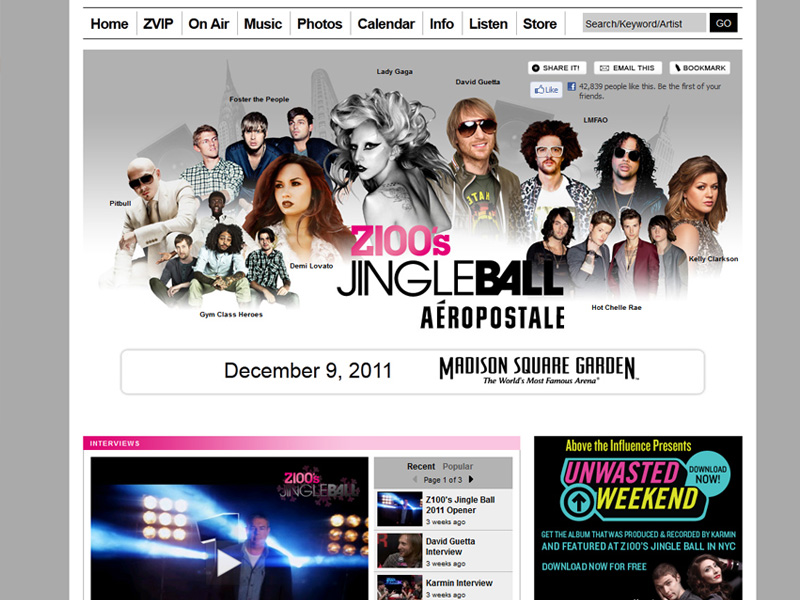 Home ZVIP On Air Music Photos Calendar Info Listen Store Search/Keyword/Artist GO
SHARE IT! EMAIL THIS BOOKMARK
Like 42,839 people like this. Be the first of your
friends.
Lady Gaga
David Guetta
Foster the People
LMFAO
Pitbull
Demi Lovato
Kelly Clarkson
Gym Class Heroes
Hot Chelle Rae
Z100's
JINGLEBALL
AÉROPOSTALE
December 9, 2011
MADISON SQUARE GARDEN
The World's Most Famous Arena
INTERVIEWS
Z100's
JINGLEBALL
Recent Popular
Page 1 of 3
Z100's Jingle Ball
2011 Opener
3 weeks ago
David Guetta
Interview
3 weeks ago
Karmin Interview
3 weeks ago
Above the Influence Presents
UNWASTED
WEEKEND
DOWNLOAD
NOW!
GET THE ALBUM THAT WAS PRODUCED & RECORDED BY KARMIN
AND FEATURED AT Z100'S JINGLE BALL IN NYC
DOWNLOAD NOW FOR FREE